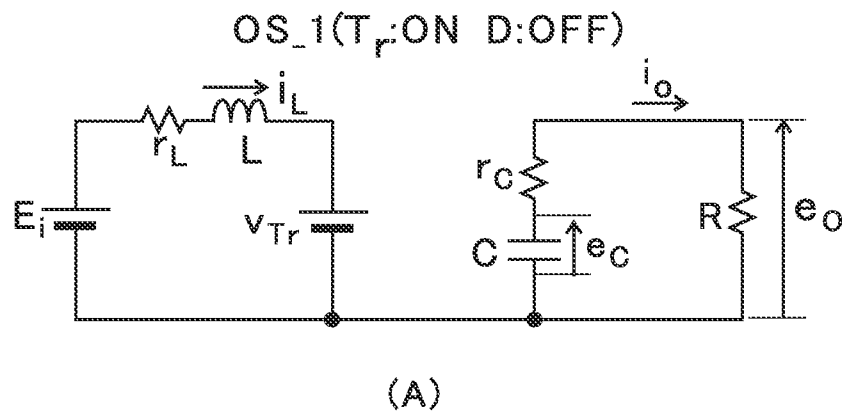 OS_1(Tr:ON D:OFF)
iL
io
rL
L
rC
Ei
vTr
C
eC
R
eO
(A)